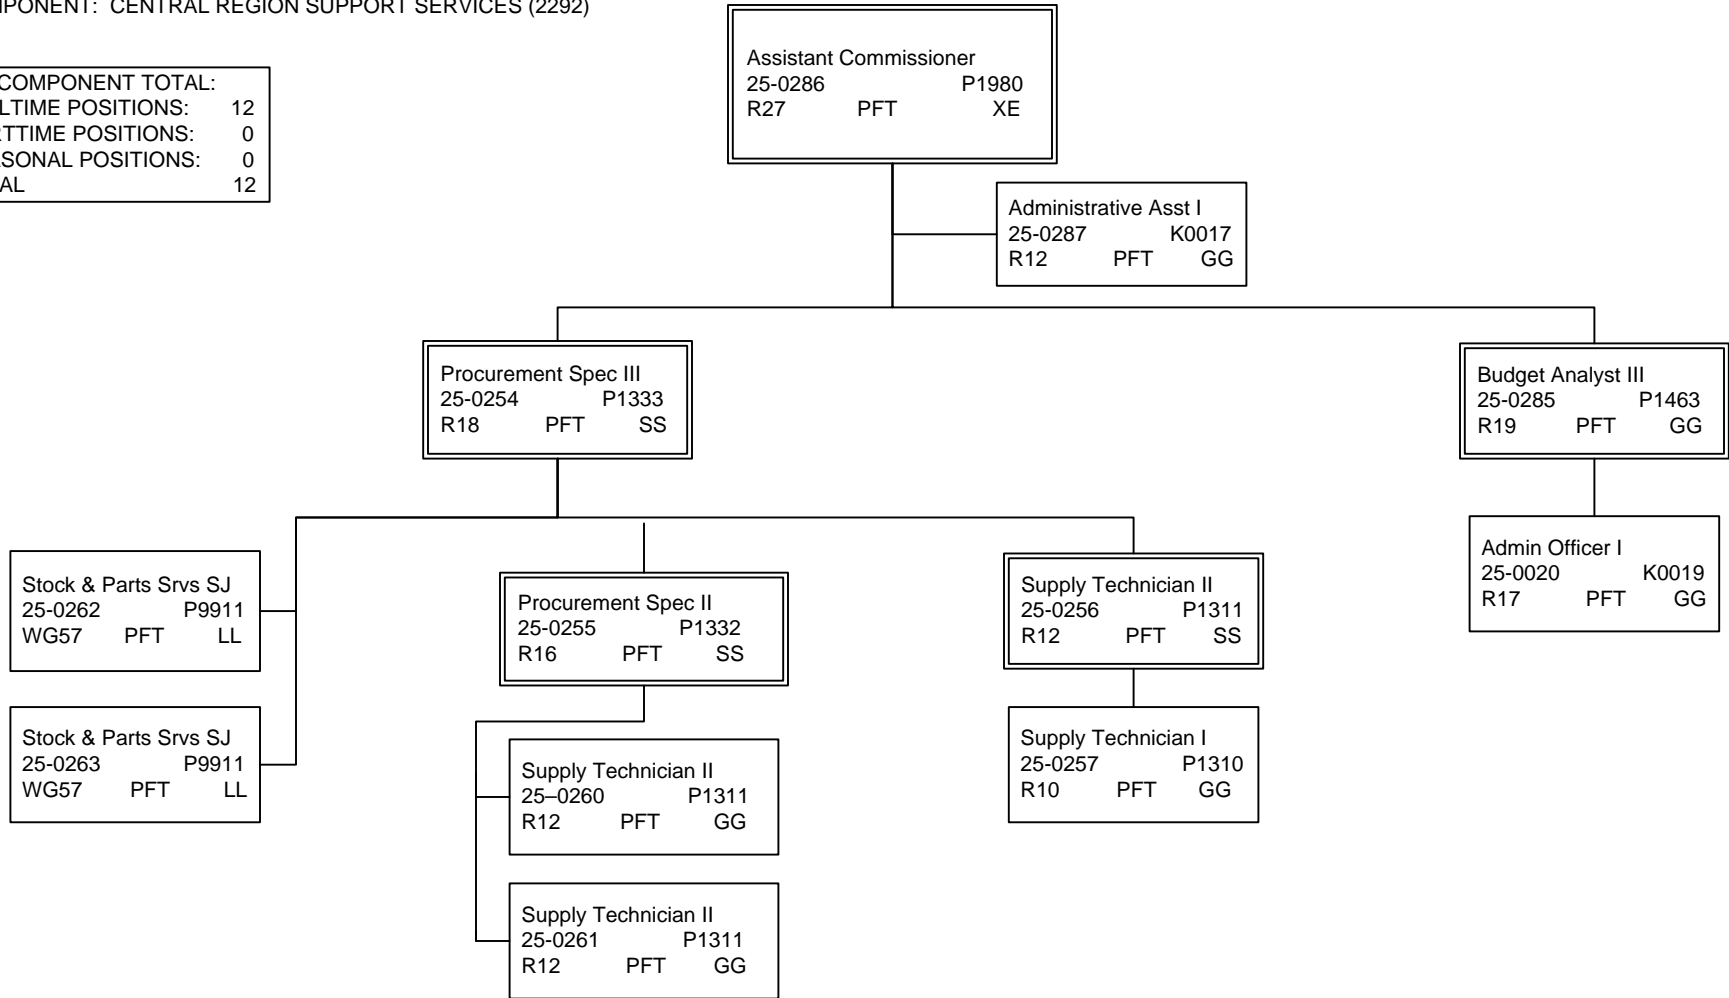 MPONENT: CENTRAL REGION SUPPORT SERVICES (2292)
COMPONENT TOTAL:
LTIME POSITIONS: 12
RTTIME POSITIONS: 0
ASONAL POSITIONS: 0
AL 12
Assistant Commissioner
25-0286 P1980
R27 PFT XE
Administrative Asst I
25-0287 K0017
R12 PFT GG
Procurement Spec III
25-0254 P1333
R18 PFT SS
Budget Analyst III
25-0285 P1463
R19 PFT GG
Stock & Parts Srvs SJ
25-0262 P9911
WG57 PFT LL
Procurement Spec II
25-0255 P1332
R16 PFT SS
Supply Technician II
25-0256 P1311
R12 PFT SS
Admin Officer I
25-0020 K0019
R17 PFT GG
Stock & Parts Srvs SJ
25-0263 P9911
WG57 PFT LL
Supply Technician II
25–0260 P1311
R12 PFT GG
Supply Technician I
25-0257 P1310
R10 PFT GG
Supply Technician II
25-0261 P1311
R12 PFT GG